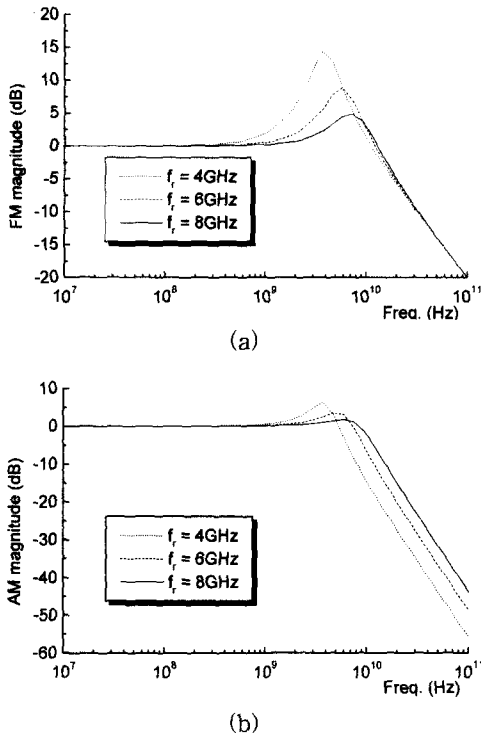 FM magnitude (dB)
20
15
10
5
0
-5
-10
-15
-20
f_r = 4GHz
f_r = 6GHz
f_r = 8GHz
10^7
10^8
10^9
10^10
10^11
Freq. (Hz)
(a)
AM magnitude (dB)
10
0
-10
-20
-30
-40
-50
-60
f_r = 4GHz
f_r = 6GHz
f_r = 8GHz
10^7
10^8
10^9
10^10
10^11
Freq. (Hz)
(b)